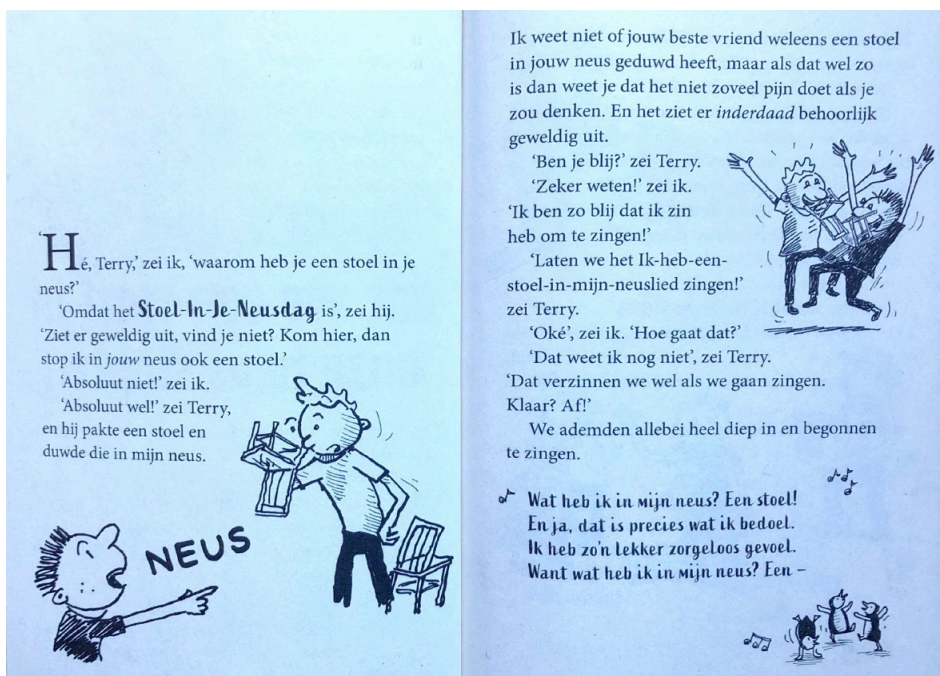 ‘Hé, Terry,’ zei ik, ‘waarom heb je een stoel in je
neus?’
‘Omdat het Stoel-In-Je-Neusdag is’, zei hij.
‘Ziet er geweldig uit, vind je niet? Kom hier, dan
stop ik in jouw neus ook een stoel.’
‘Absoluut niet!’ zei ik.
‘Absoluut wel!’ zei Terry,
en hij pakte een stoel en
duwde die in mijn neus.
NEUS
Ik weet niet of jouw beste vriend weleens een stoel
in jouw neus geduwd heeft, maar als dat wel zo
is dan weet je dat het niet zoveel pijn doet als je
zou denken. En het ziet er inderdaad behoorlijk
geweldig uit.
‘Ben je blij?’ zei Terry.
‘Zeker weten!’ zei ik.
‘Ik ben zo blij dat ik zin
heb om te zingen!’
‘Laten we het Ik-heb-een-
stoel-in-mijn-neuslied zingen!’
zei Terry.
‘Oké’, zei ik. ‘Hoe gaat dat?’
‘Dat weet ik nog niet’, zei Terry.
‘Dat verzinnen we wel als we gaan zingen.
Klaar? Af!’
We ademden allebei heel diep in en begonnen
te zingen.
Wat heb ik in mijn neus? Een stoel!
En ja, dat is precies wat ik bedoel.
Ik heb zo’n lekker zorgeloos gevoel.
Want wat heb ik in mijn neus? Een –